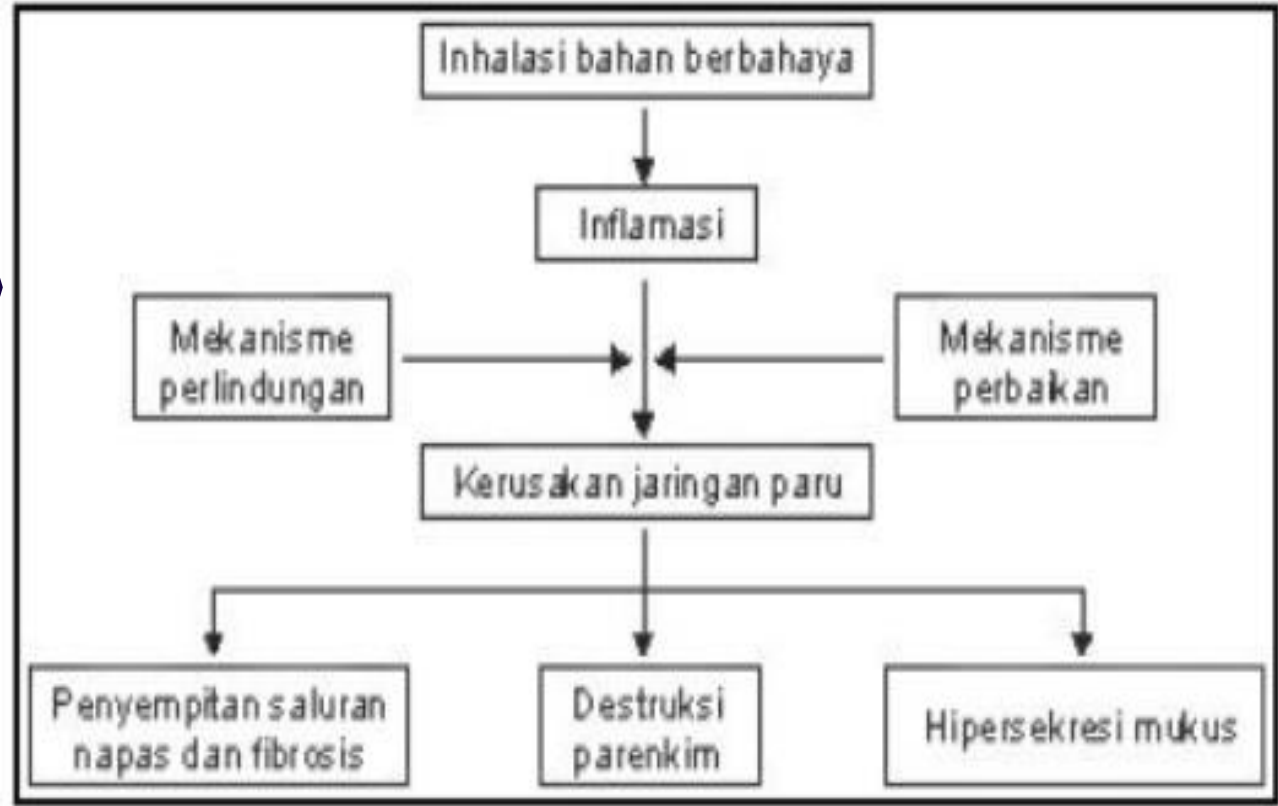 Inhalasi bahan berbahaya
Inflamasi
Mekanisme
perlindungan
Mekanisme
perbaikan
Kerusakan jaringan paru
Penyempitan saluran
napas dan fibrosis
Destruksi
parenkim
Hipersekresi mukus